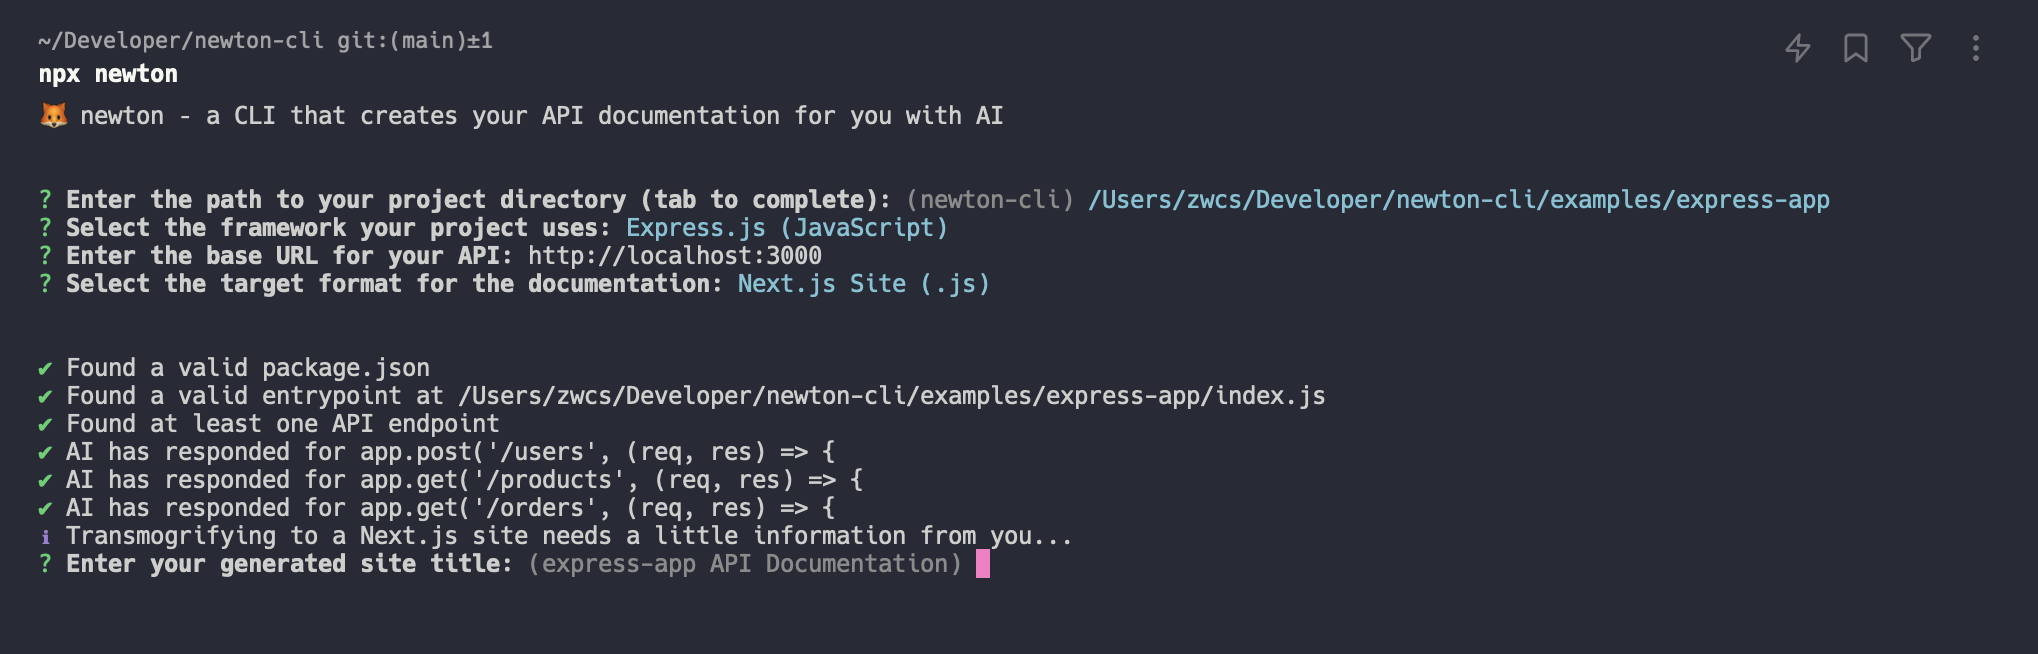 ~/Developer/newton-cli git:(main)±1
npx newton
🦊 newton - a CLI that creates your API documentation for you with AI
? Enter the path to your project directory (tab to complete): (newton-cli) /Users/zwcs/Developer/newton-cli/examples/express-app
? Select the framework your project uses: Express.js (JavaScript)
? Enter the base URL for your API: http://localhost:3000
? Select the target format for the documentation: Next.js Site (.js)
✔ Found a valid package.json
✔ Found a valid entrypoint at /Users/zwcs/Developer/newton-cli/examples/express-app/index.js
✔ Found at least one API endpoint
✔ AI has responded for app.post('/users', (req, res) => {
✔ AI has responded for app.get('/products', (req, res) => {
✔ AI has responded for app.get('/orders', (req, res) => {
ℹ Transmogrifying to a Next.js site needs a little information from you...
? Enter your generated site title: (express-app API Documentation)